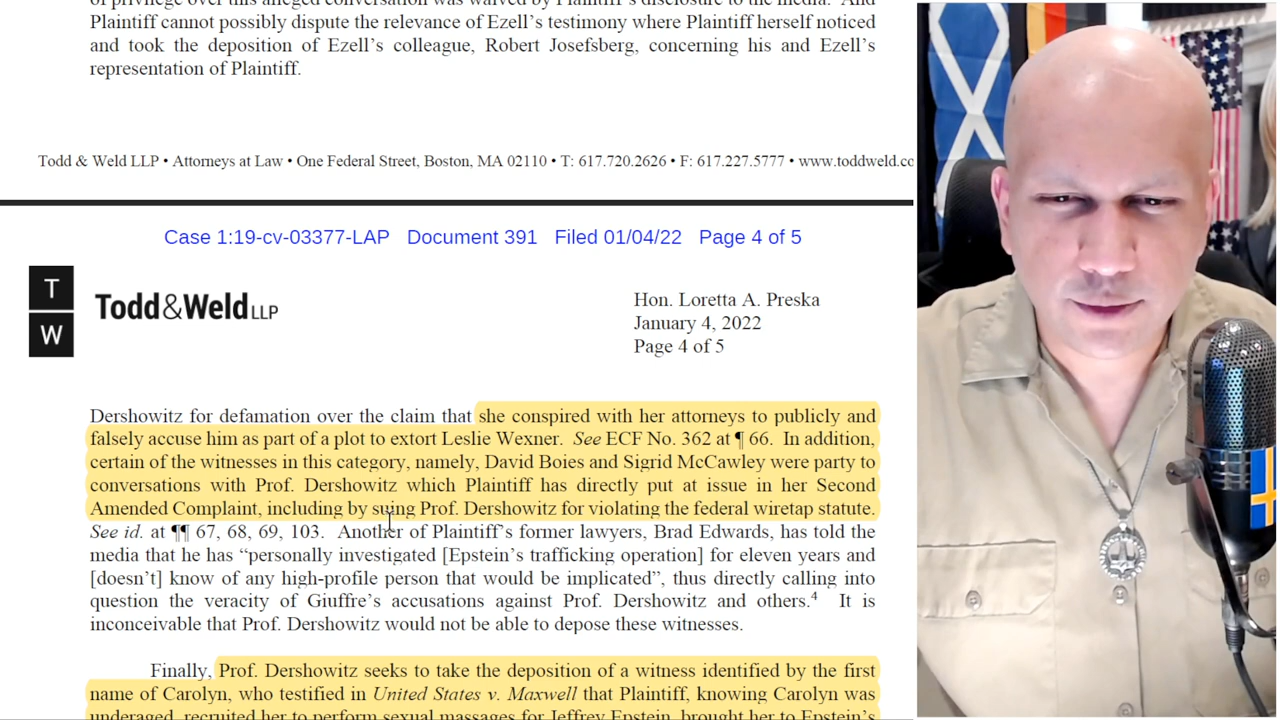 of privilege over this alleged conversation was waived by Plaintiff's disclosure to the media. And
Plaintiff cannot possibly dispute the relevance of Ezell's testimony where Plaintiff herself noticed
and took the deposition of Ezell's colleague, Robert Josefsberg, concerning his and Ezell's
representation of Plaintiff.
Todd & Weld LLP • Attorneys at Law • One Federal Street, Boston, MA 02110 • T: 617.720.2626 • F: 617.227.5777 • www.toddweld.co
Case 1:19-cv-03377-LAP Document 391 Filed 01/04/22 Page 4 of 5
T
W
Todd&Weld LLP
Hon. Loretta A. Preska
January 4, 2022
Page 4 of 5
Dershowitz for defamation over the claim that she conspired with her attorneys to publicly and
falsely accuse him as part of a plot to extort Leslie Wexner. See ECF No. 362 at ¶ 66. In addition,
certain of the witnesses in this category, namely, David Boies and Sigrid McCawley were party to
conversations with Prof. Dershowitz which Plaintiff has directly put at issue in her Second
Amended Complaint, including by suing Prof. Dershowitz for violating the federal wiretap statute.
See id. at ¶¶ 67, 68, 69, 103. Another of Plaintiff's former lawyers, Brad Edwards, has told the
media that he has “personally investigated [Epstein's trafficking operation] for eleven years and
[doesn't] know of any high-profile person that would be implicated”, thus directly calling into
question the veracity of Giuffre's accusations against Prof. Dershowitz and others.4 It is
inconceivable that Prof. Dershowitz would not be able to depose these witnesses.
Finally, Prof. Dershowitz seeks to take the deposition of a witness identified by the first
name of Carolyn, who testified in United States v. Maxwell that Plaintiff, knowing Carolyn was
underaged, recruited her to perform sexual massages for Jeffrey Epstein, brought her to Epstein's